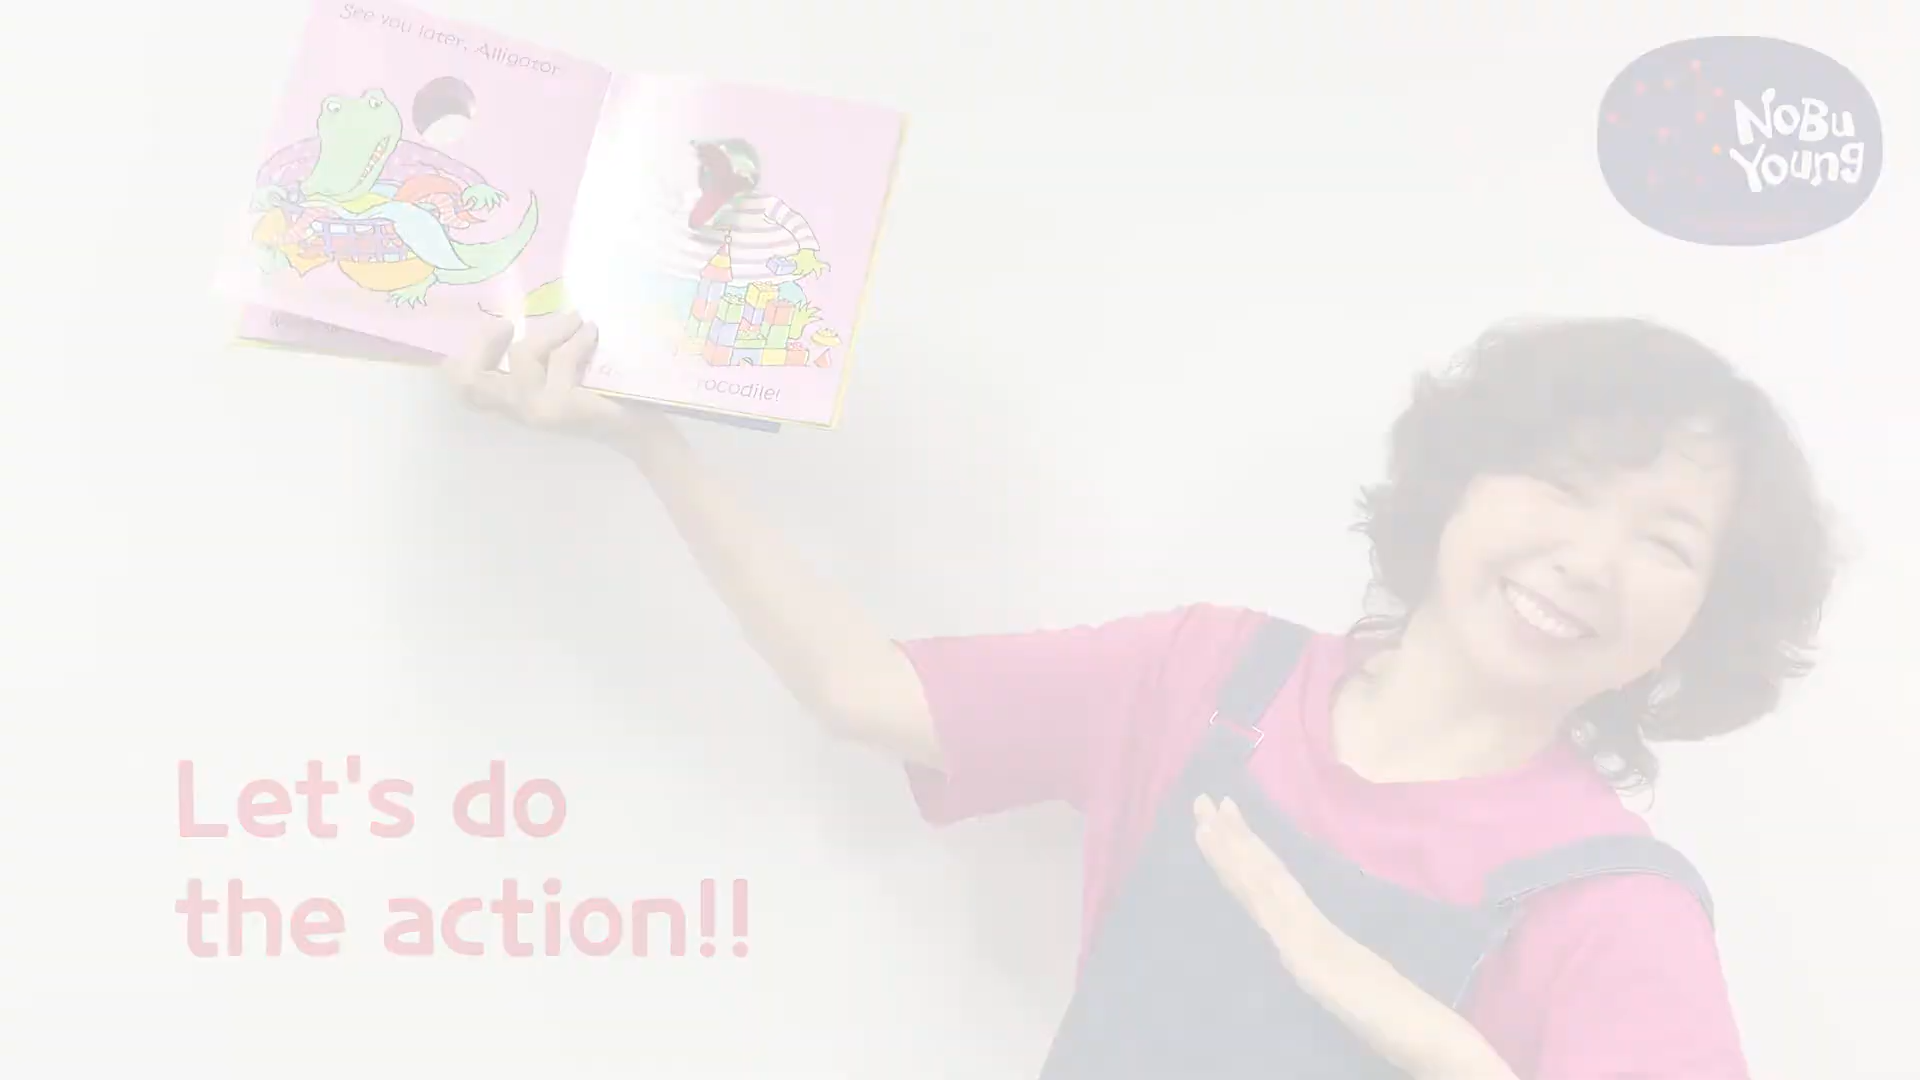 See you later, Alligator
NoBu
Young
rocodile!
Let's do
the action!!